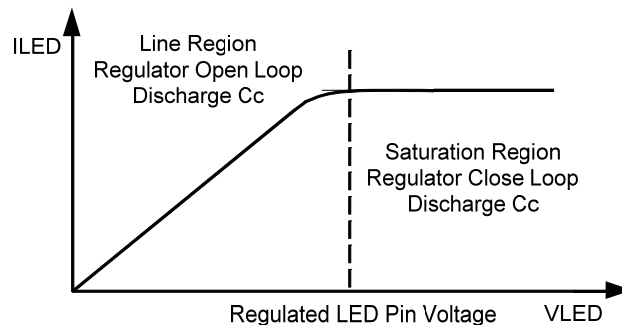 ILED
Line Region
Regulator Open Loop
Discharge Cc
Saturation Region
Regulator Close Loop
Discharge Cc
Regulated LED Pin Voltage
VLED